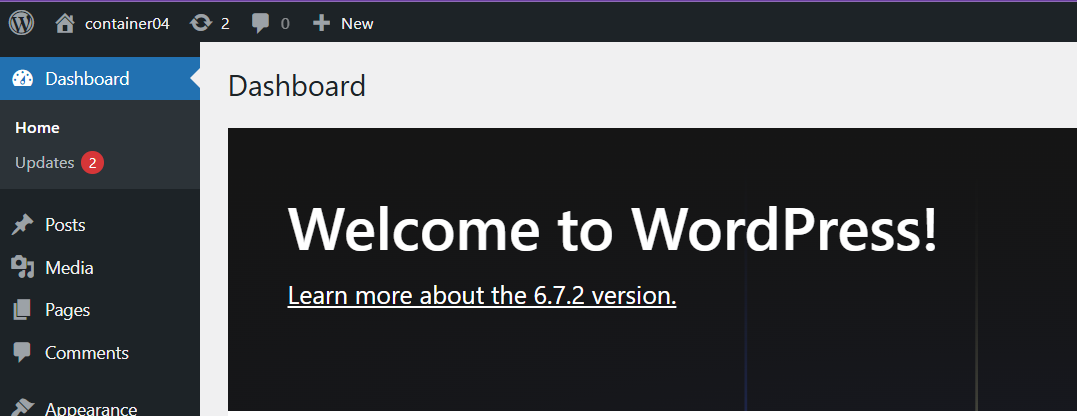 container04 2 0 New
Dashboard
Home
Updates 2
Posts
Media
Pages
Comments
Appearance
Dashboard
Welcome to WordPress!
Learn more about the 6.7.2 version.